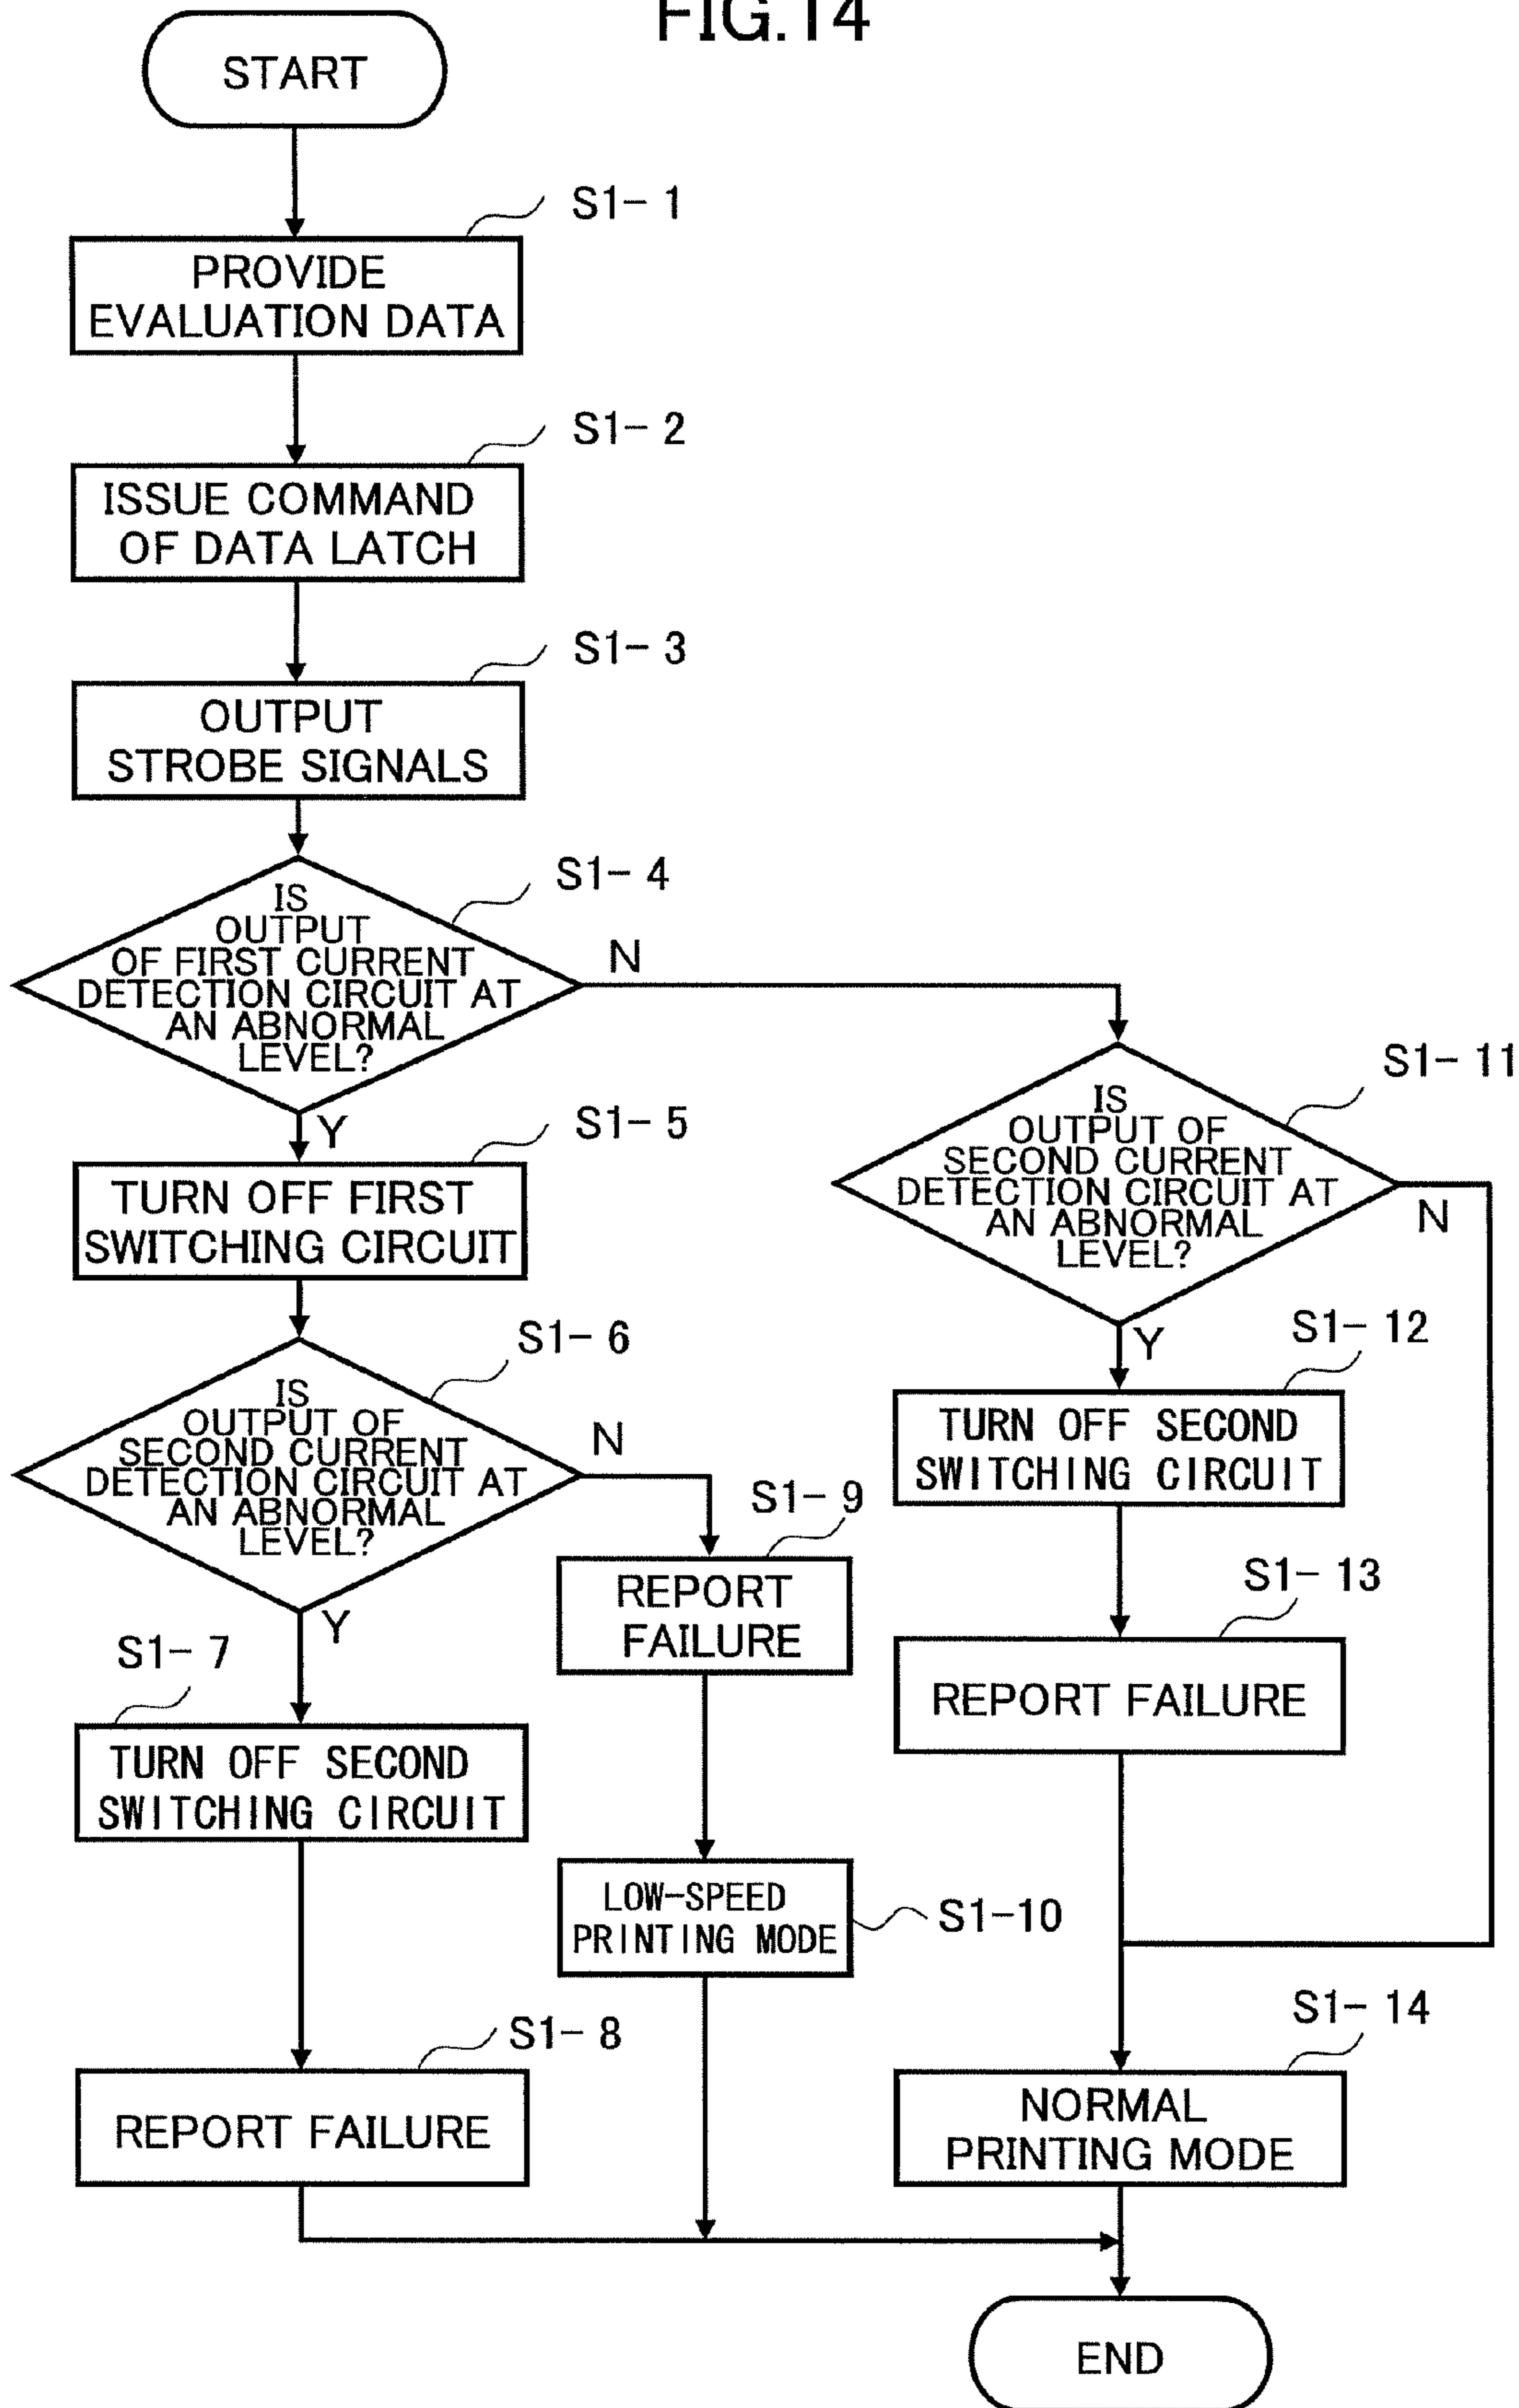 FIG.14
START
S1-1
PROVIDE
EVALUATION DATA
S1-2
ISSUE COMMAND
OF DATA LATCH
S1-3
OUTPUT
STROBE SIGNALS
S1-4
IS
OUTPUT
OF FIRST CURRENT
DETECTION CIRCUIT AT
AN ABNORMAL
LEVEL?
N
Y
S1-5
TURN OFF FIRST
SWITCHING CIRCUIT
S1-6
IS
OUTPUT OF
SECOND CURRENT
DETECTION CIRCUIT AT
AN ABNORMAL
LEVEL?
N
Y
S1-7
TURN OFF SECOND
SWITCHING CIRCUIT
S1-8
REPORT FAILURE
S1-9
REPORT
FAILURE
LOW-SPEED
PRINTING MODE
S1-10
S1-11
IS
OUTPUT OF
SECOND CURRENT
DETECTION CIRCUIT AT
AN ABNORMAL
LEVEL?
N
Y
S1-12
TURN OFF SECOND
SWITCHING CIRCUIT
S1-13
REPORT FAILURE
S1-14
NORMAL
PRINTING MODE
END